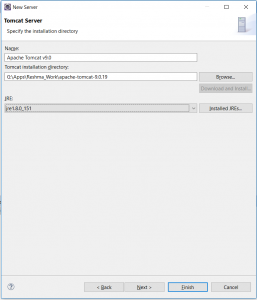 New Server
Tomcat Server
Specify the installation directory
Name:
Apache Tomcat v9.0
Tomcat installation directory:
G:\Apps\Reshma_Work\apache-tomcat-9.0.19
Browse...
Download and Install...
JRE:
jre1.8.0_151
Installed JREs...
?
< Back
Next >
Finish
Cancel